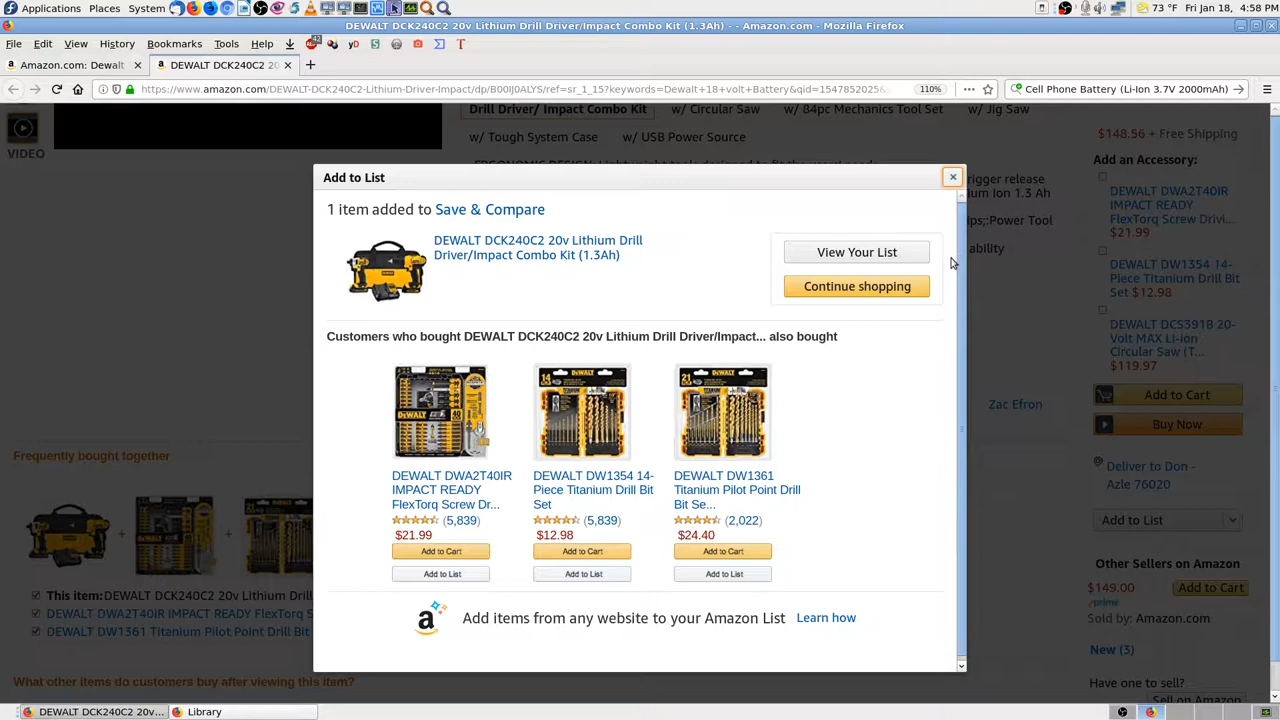 Applications Places System 73 °F Fri Jan 18, 4:58 PM
DEWALT DCK240C2 20v Lithium Drill Driver/Impact Combo Kit (1.3Ah) - - Amazon.com - Mozilla Firefox
File Edit View History Bookmarks Tools Help 42 yD S T
Amazon.com: Dewalt × DEWALT DCK240C2 20 × +
https://www.amazon.com/DEWALT-DCK240C2-Lithium-Driver-Impact/dp/B00IJ0ALYS/ref=sr_1_15?keywords=Dewalt+18+volt+Battery&qid=1547852025& 110% Cell Phone Battery (Li-Ion 3.7V 2000mAh)
Drill Driver/ Impact Combo Kit w/ Circular Saw w/ 84pc Mechanics Tool Set w/ Jig Saw
w/ Tough System Case w/ USB Power Source
VIDEO
$148.56 + Free Shipping
Add an Accessory:
rigger release
um Ion 1.3 Ah
ps;:Power Tool
ability
DEWALT DWA2T40IR
IMPACT READY
FlexTorq Screw Drivi...
$21.99
DEWALT DW1354 14-
Piece Titanium Drill Bit
Set $12.98
DEWALT DCS391B 20-
Volt MAX Li-Ion
Circular Saw (T...
$119.97
Add to Cart
Buy Now
Zac Efron
Deliver to Don -
Azle 76020
Add to List
Other Sellers on Amazon
$149.00 Add to Cart
prime
Sold by: Amazon.com
New (3)
Have one to sell?
Sell on Amazon
Add to List
1 item added to Save & Compare
DEWALT DCK240C2 20v Lithium Drill
Driver/Impact Combo Kit (1.3Ah)
View Your List
Continue shopping
Customers who bought DEWALT DCK240C2 20v Lithium Drill Driver/Impact... also bought
DEWALT DWA2T40IR
IMPACT READY
FlexTorq Screw Dr...
(5,839)
$21.99
Add to Cart
Add to List
DEWALT DW1354 14-
Piece Titanium Drill Bit
Set
(5,839)
$12.98
Add to Cart
Add to List
DEWALT DW1361
Titanium Pilot Point Drill
Bit Se...
(2,022)
$24.40
Add to Cart
Add to List
Add items from any website to your Amazon List Learn how
Frequently bought together
This item: DEWALT DCK240C2 20v Lithium Drill
DEWALT DWA2T40IR IMPACT READY FlexTorq S
DEWALT DW1361 Titanium Pilot Point Drill Bit
What other items do customers buy after viewing this item?
DEWALT DCK240C2 20v... Library